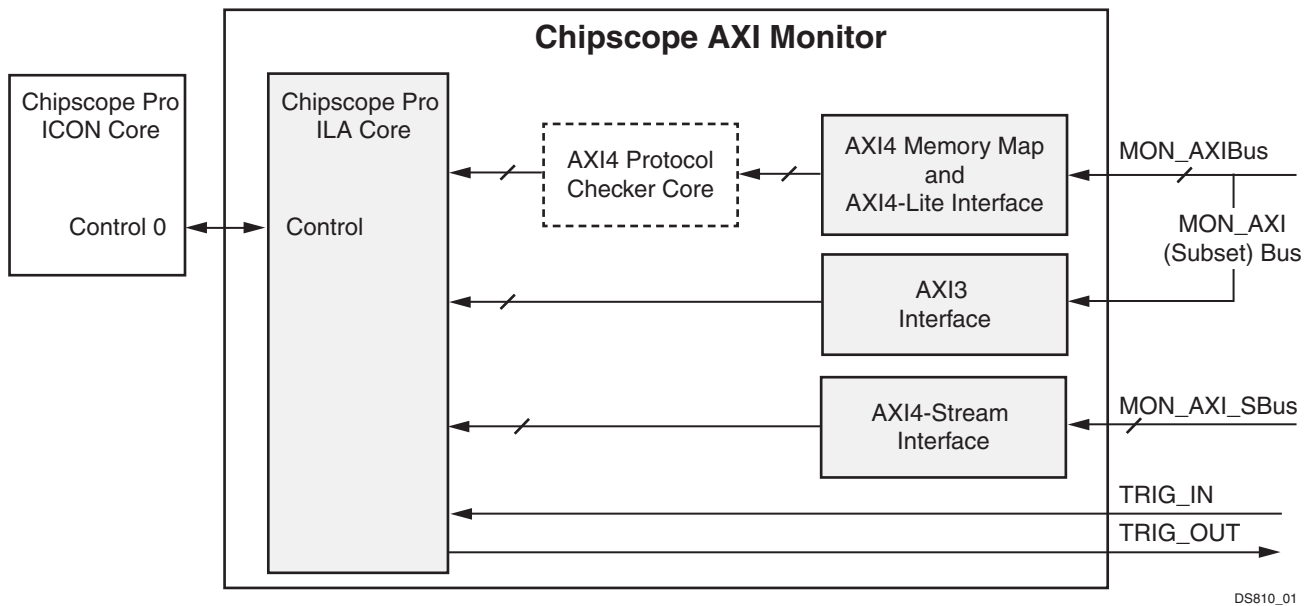 Chipscope AXI Monitor
Chipscope Pro
ICON Core
Control 0
Chipscope Pro
ILA Core
Control
AXI4 Protocol
Checker Core
AXI4 Memory Map
and
AXI4-Lite Interface
MON_AXIBus
MON_AXI
(Subset) Bus
AXI3
Interface
AXI4-Stream
Interface
MON_AXI_SBus
TRIG_IN
TRIG_OUT
DS810_01